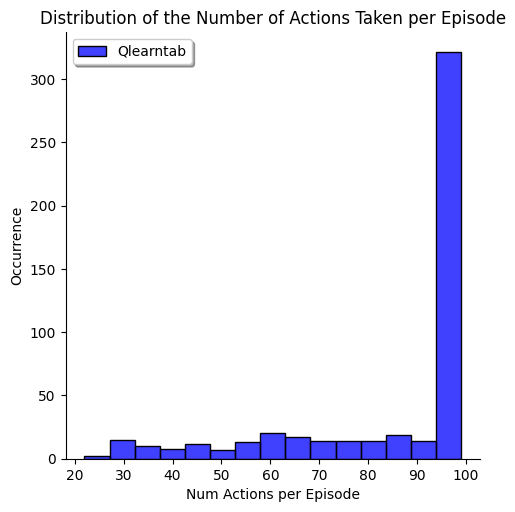 Distribution of the Number of Actions Taken per Episode
Qlearntab
Occurrence
300
250
200
150
100
50
0
20 30 40 50 60 70 80 90 100
Num Actions per Episode